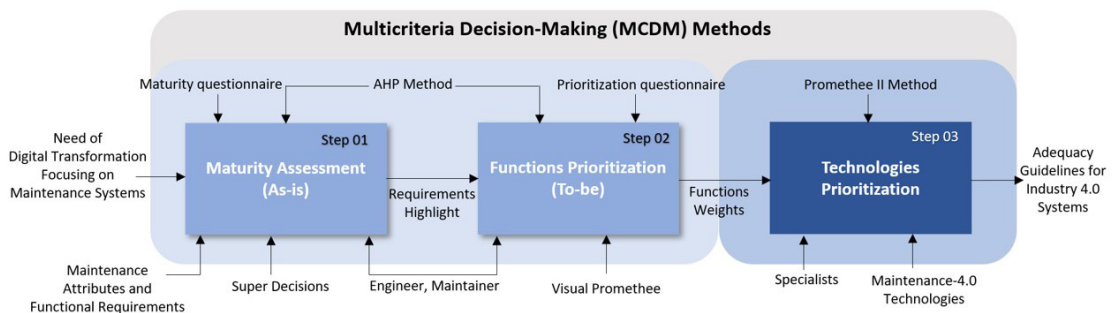 Multicriteria Decision-Making (MCDM) Methods
Maturity questionnaire
AHP Method
Prioritization questionnaire
Promethee II Method
Need of
Digital Transformation
Focusing on
Maintenance Systems
Step 01
Maturity Assessment
(As-is)
Requirements
Highlight
Step 02
Functions Prioritization
(To-be)
Functions
Weights
Step 03
Technologies
Prioritization
Adequacy
Guidelines for
Industry 4.0
Systems
Maintenance
Attributes and
Functional Requirements
Super Decisions
Engineer, Maintainer
Visual Promethee
Specialists
Maintenance-4.0
Technologies